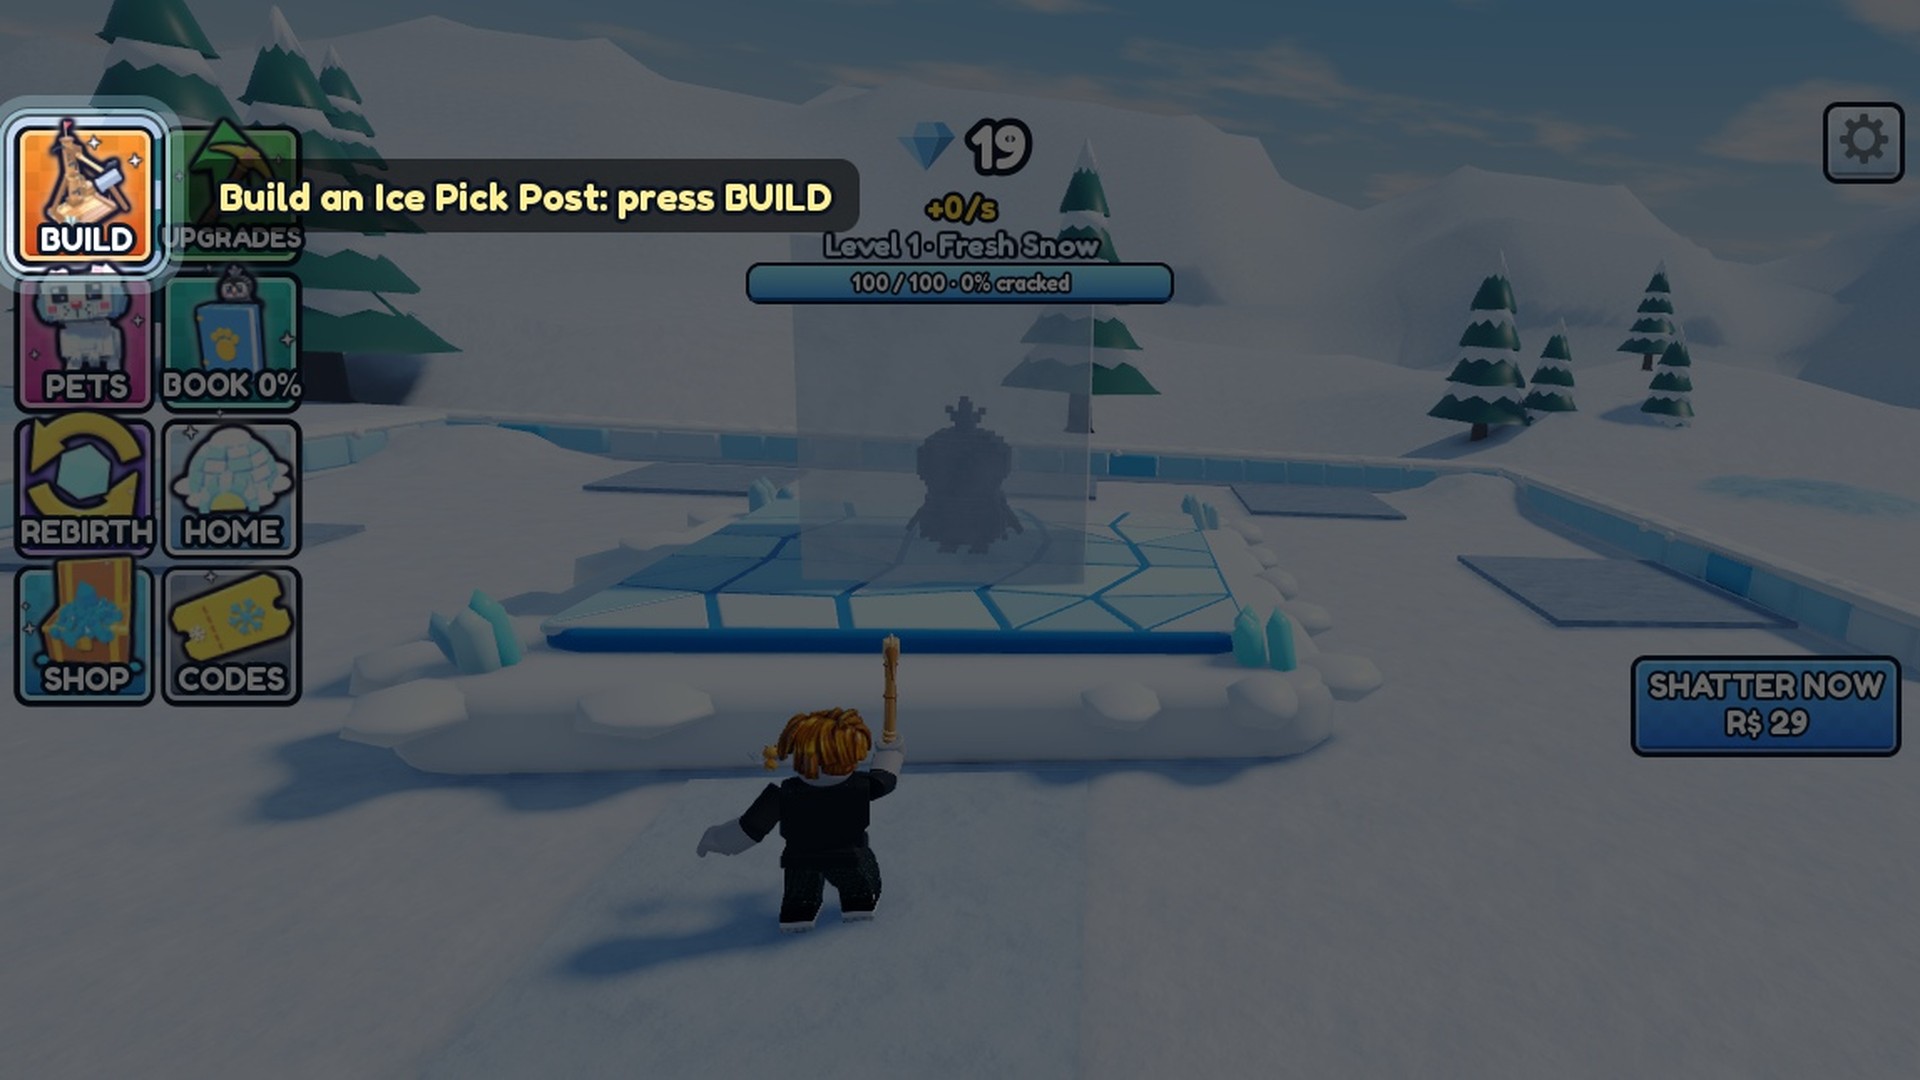 19
+0/s
Level 1 · Fresh Snow
100 / 100 · 0% cracked
Build an Ice Pick Post: press BUILD
BUILD
UPGRADES
PETS
BOOK 0%
REBIRTH
HOME
SHOP
CODES
SHATTER NOW
R$ 29